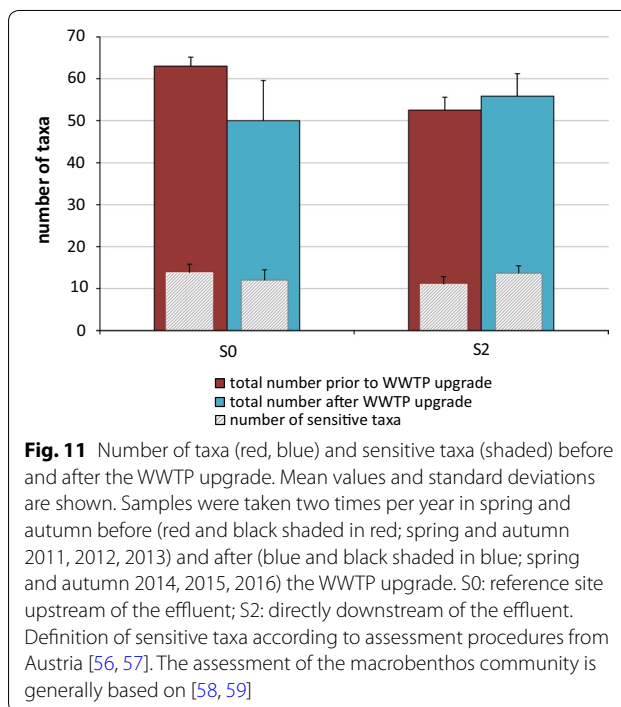 70
60
50
40
30
20
10
0
number of taxa
S0 S2
total number prior to WWTP upgrade
total number after WWTP upgrade
number of sensitive taxa
Fig. 11 Number of taxa (red, blue) and sensitive taxa (shaded) before
and after the WWTP upgrade. Mean values and standard deviations
are shown. Samples were taken two times per year in spring and
autumn before (red and black shaded in red; spring and autumn
2011, 2012, 2013) and after (blue and black shaded in blue; spring
and autumn 2014, 2015, 2016) the WWTP upgrade. S0: reference site
upstream of the effluent; S2: directly downstream of the effluent.
Definition of sensitive taxa according to assessment procedures from
Austria [56, 57]. The assessment of the macrobenthos community is
generally based on [58, 59]